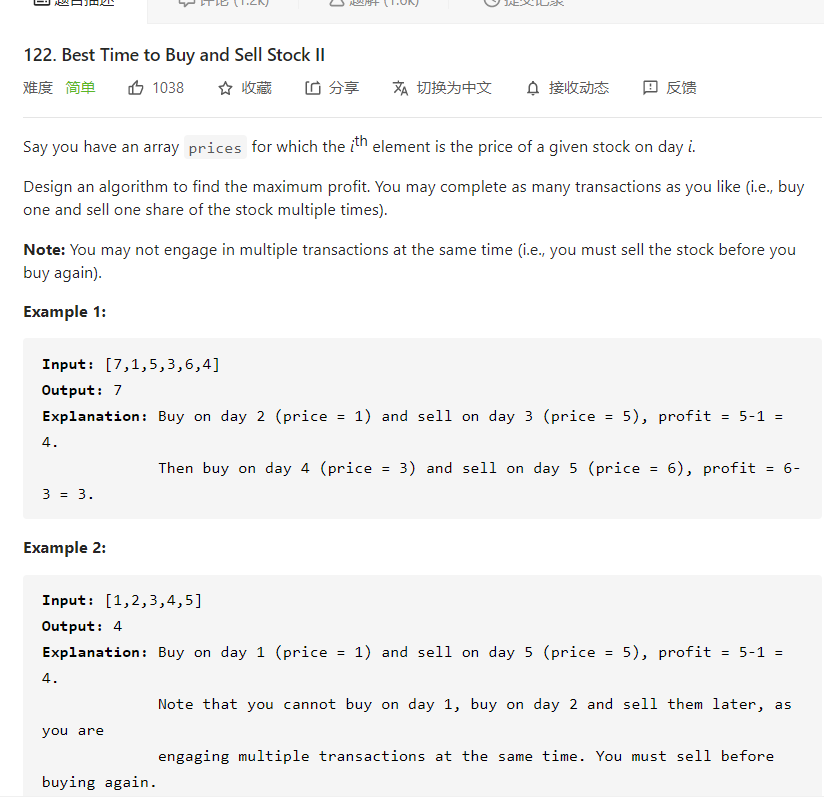 题目描述 评论 (1.2k) 题解 (1.6k) 提交记录
122. Best Time to Buy and Sell Stock II
难度 简单 1038 收藏 分享 切换为中文 接收动态 反馈
Say you have an array prices for which the ith element is the price of a given stock on day i.
Design an algorithm to find the maximum profit. You may complete as many transactions as you like (i.e., buy
one and sell one share of the stock multiple times).
Note: You may not engage in multiple transactions at the same time (i.e., you must sell the stock before you
buy again).
Example 1:
Input: [7,1,5,3,6,4]
Output: 7
Explanation: Buy on day 2 (price = 1) and sell on day 3 (price = 5), profit = 5-1 =
4.
Then buy on day 4 (price = 3) and sell on day 5 (price = 6), profit = 6-
3 = 3.
Example 2:
Input: [1,2,3,4,5]
Output: 4
Explanation: Buy on day 1 (price = 1) and sell on day 5 (price = 5), profit = 5-1 =
4.
Note that you cannot buy on day 1, buy on day 2 and sell them later, as
you are
engaging multiple transactions at the same time. You must sell before
buying again.